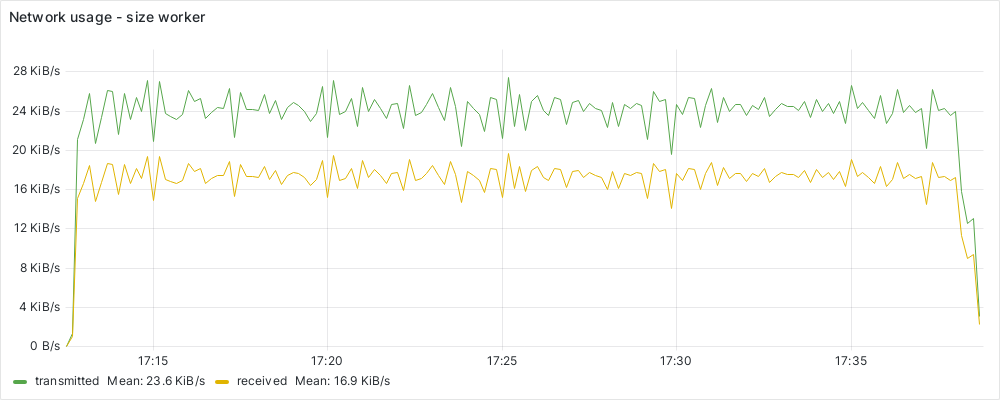 Network usage - size worker
28 KiB/s
24 KiB/s
20 KiB/s
16 KiB/s
12 KiB/s
8 KiB/s
4 KiB/s
0 B/s
17:15 17:20 17:25 17:30 17:35
transmitted Mean: 23.6 KiB/s received Mean: 16.9 KiB/s